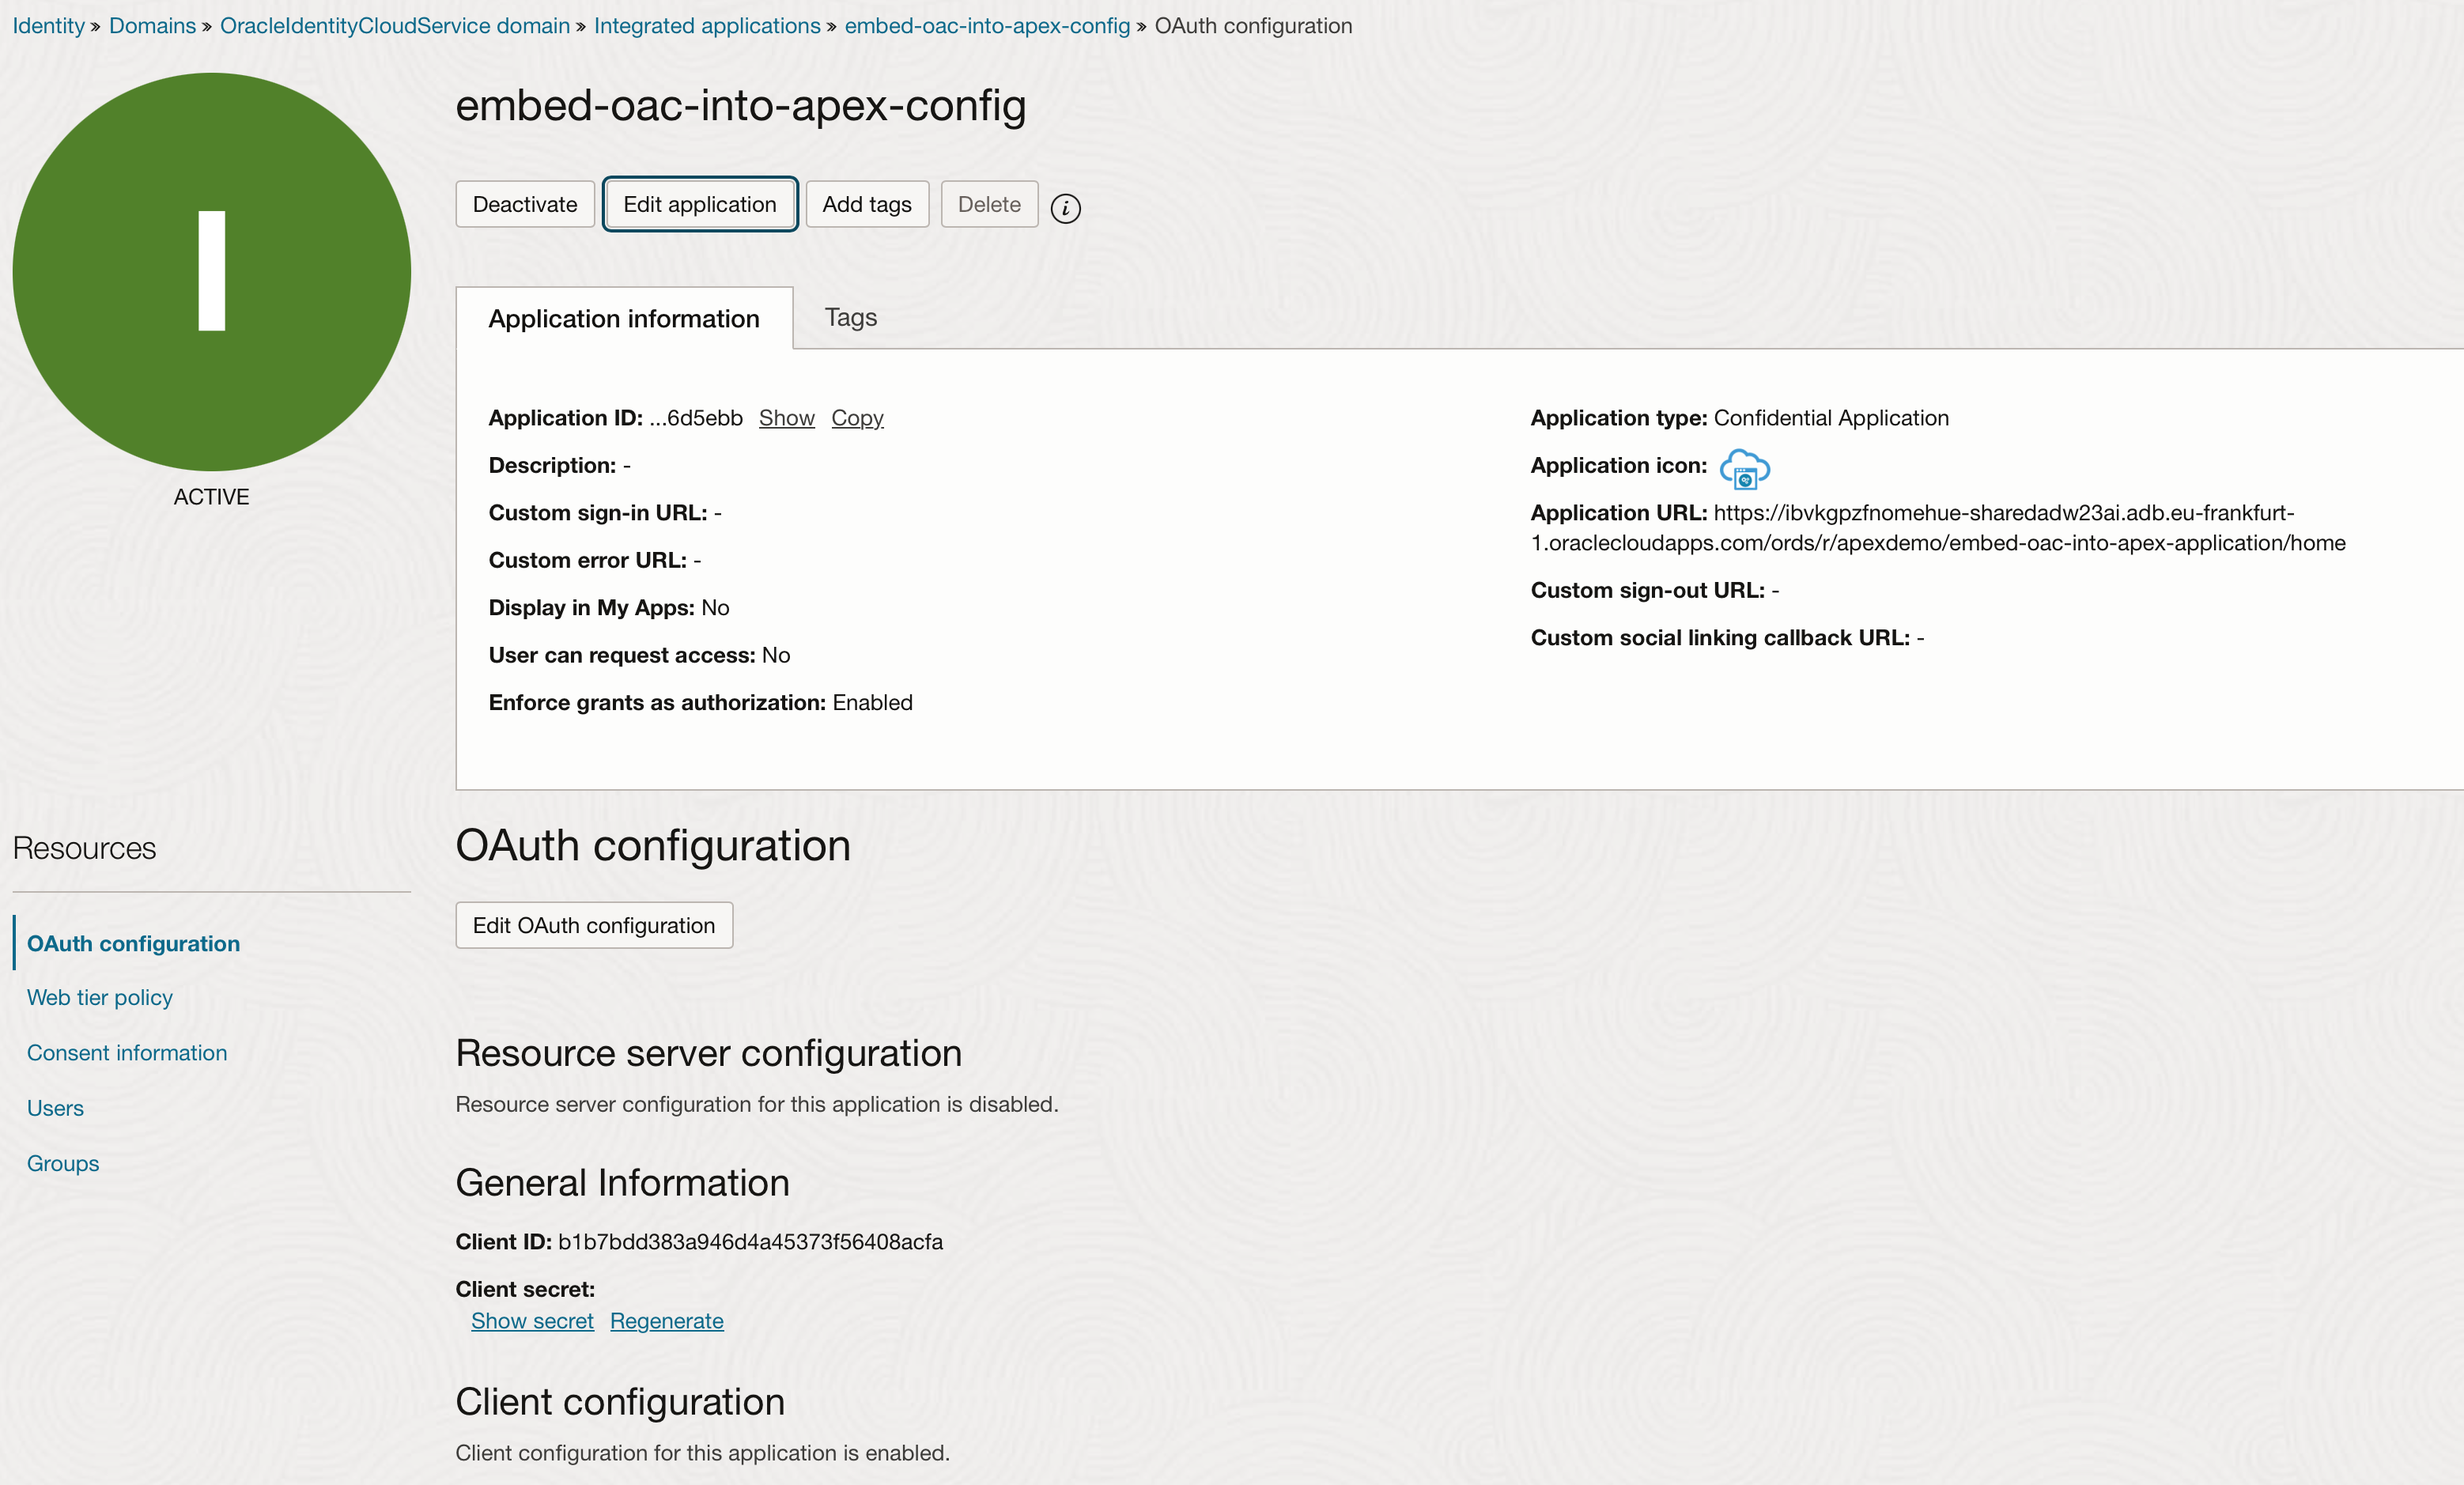 Identity » Domains » OracleIdentityCloudService domain » Integrated applications » embed-oac-into-apex-config » OAuth configuration
I
ACTIVE
embed-oac-into-apex-config
Deactivate Edit application Add tags Delete i
Application information Tags
Application ID: ...6d5ebb Show Copy
Description: -
Custom sign-in URL: -
Custom error URL: -
Display in My Apps: No
User can request access: No
Enforce grants as authorization: Enabled
Application type: Confidential Application
Application icon:
Application URL: https://ibvkgpzfnomehue-sharedadw23ai.adb.eu-frankfurt-
1.oraclecloudapps.com/ords/r/apexdemo/embed-oac-into-apex-application/home
Custom sign-out URL: -
Custom social linking callback URL: -
Resources
OAuth configuration
Web tier policy
Consent information
Users
Groups
OAuth configuration
Edit OAuth configuration
Resource server configuration
Resource server configuration for this application is disabled.
General Information
Client ID: b1b7bdd383a946d4a45373f56408acfa
Client secret:
Show secret Regenerate
Client configuration
Client configuration for this application is enabled.